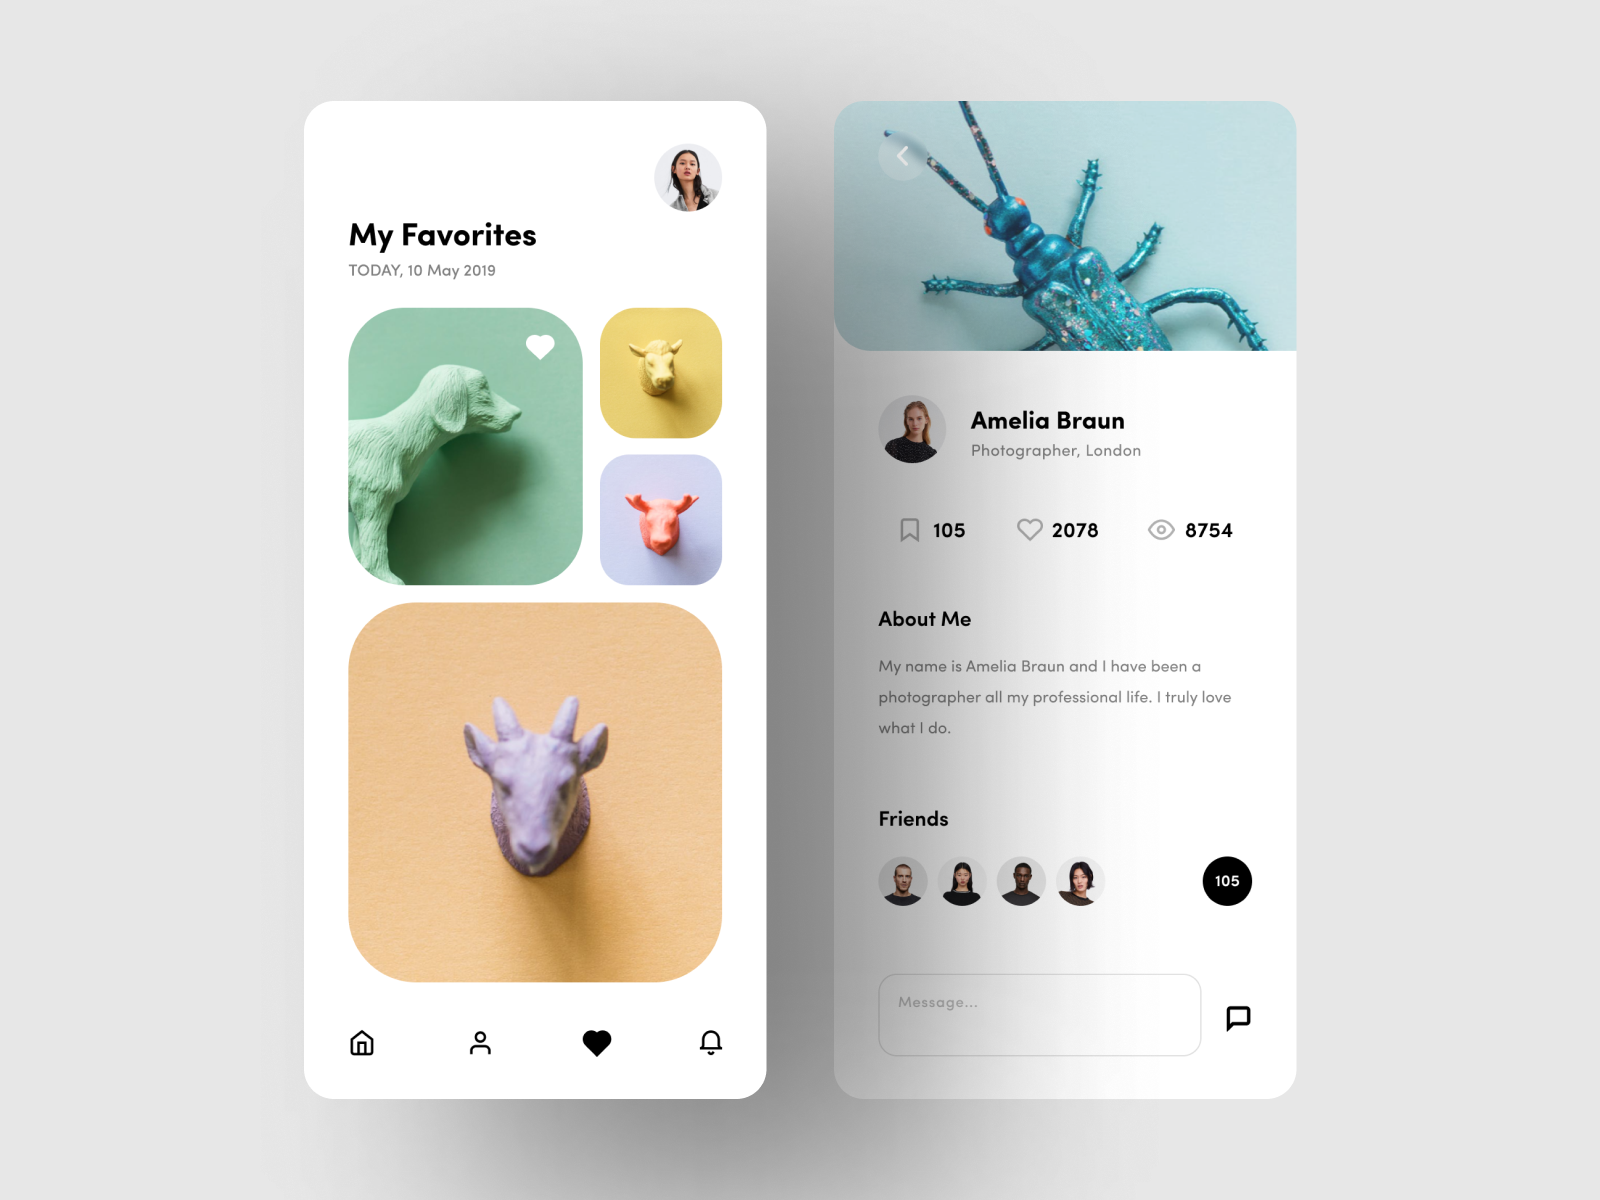 My Favorites
TODAY, 10 May 2019
Amelia Braun
Photographer, London
105
2078
8754
About Me
My name is Amelia Braun and I have been a
photographer all my professional life. I truly love
what I do.
Friends
105
Message...